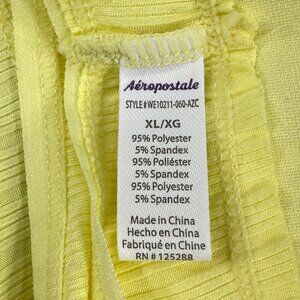 Aéropostale
STYLE#WE10211-060-AZC
XL/XG
95% Polyester
5% Spandex
95% Poliéster
5% Spandex
95% Polyester
5% Spandex
Made in China
Hecho en China
Fabriqué en Chine
RN # 125288